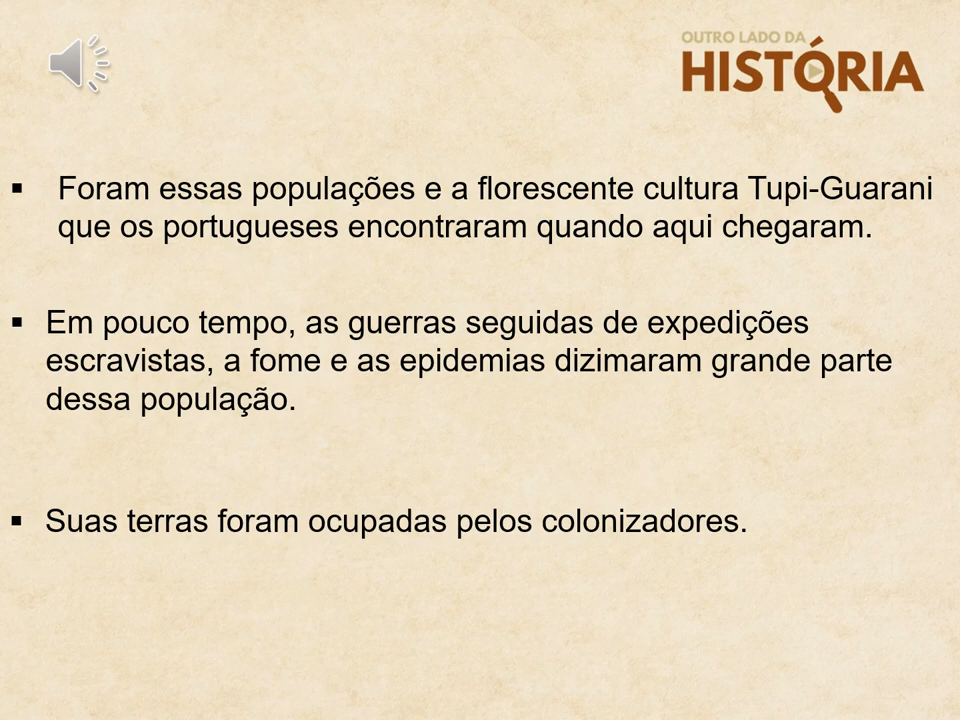 OUTRO LADO DA
HISTÓRIA
▪ Foram essas populações e a florescente cultura Tupi-Guarani
que os portugueses encontraram quando aqui chegaram.
▪ Em pouco tempo, as guerras seguidas de expedições
escravistas, a fome e as epidemias dizimaram grande parte
dessa população.
▪ Suas terras foram ocupadas pelos colonizadores.